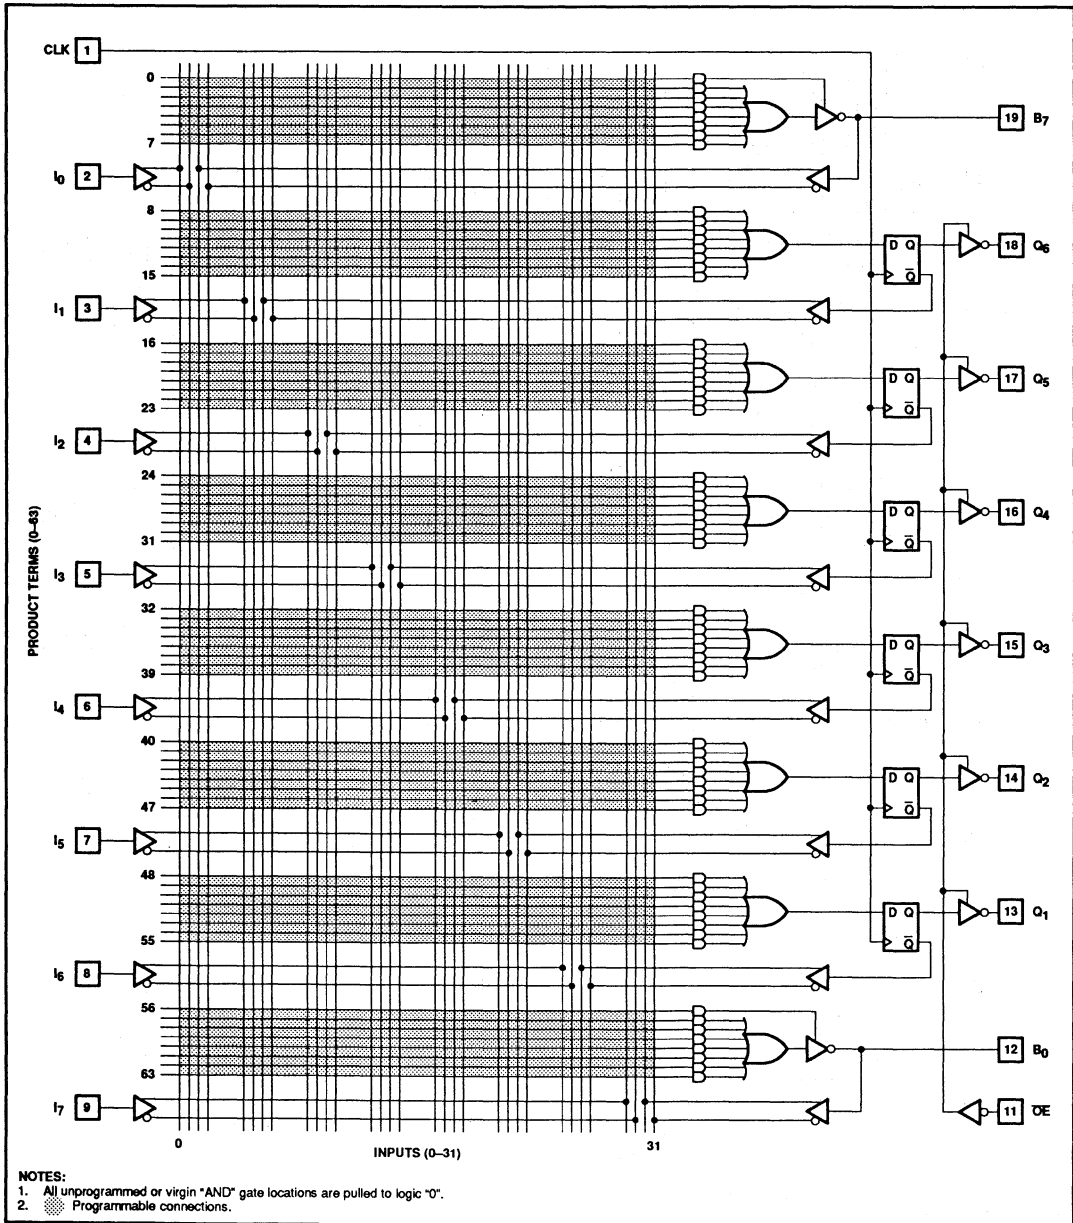 CLK 1
0
7
19 B7
I0 2
8
18 Q6
D Q
Q̅
15
I1 3
16
17 Q5
D Q
Q̅
23
I2 4
24
16 Q4
D Q
Q̅
31
I3 5
PRODUCT TERMS (0–63)
32
15 Q3
D Q
Q̅
39
I4 6
40
14 Q2
D Q
Q̅
47
I5 7
48
13 Q1
D Q
Q̅
55
I6 8
56
12 B0
63
I7 9
11 O̅E̅
0 31
INPUTS (0–31)
NOTES:
1. All unprogrammed or virgin "AND" gate locations are pulled to logic "0".
2. Programmable connections.